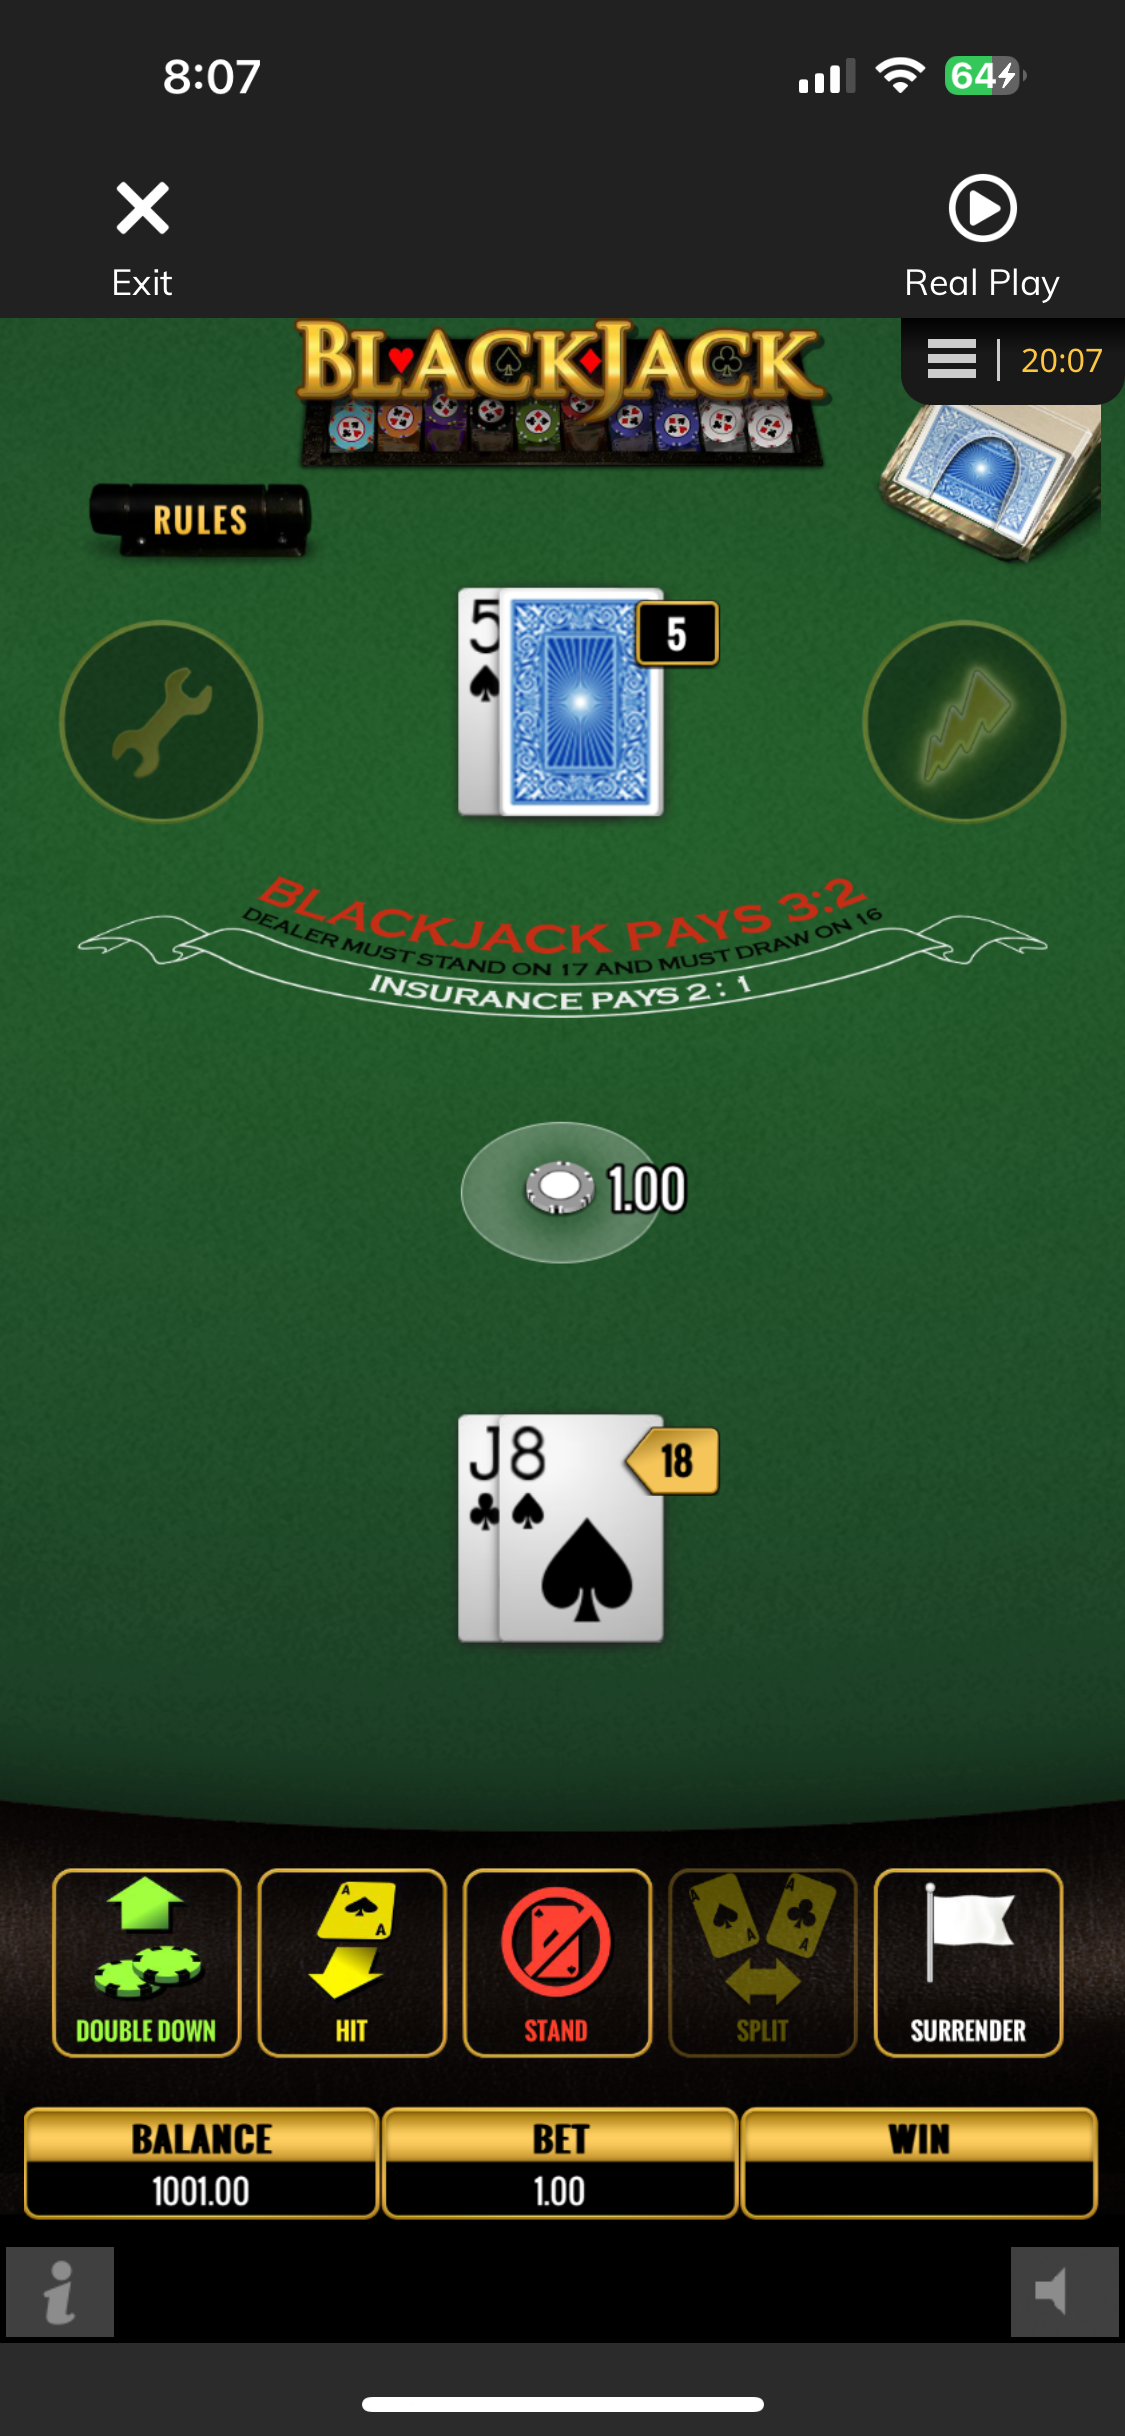 8:07
64
Exit
Real Play
BLACKJACK
20:07
RULES
5
5
BLACKJACK PAYS 3:2
DEALER MUST STAND ON 17 AND MUST DRAW ON 16
INSURANCE PAYS 2:1
1.00
J 8
18
A A
A A
A A
DOUBLE DOWN
HIT
STAND
SPLIT
SURRENDER
BALANCE
BET
WIN
1001.00
1.00
i